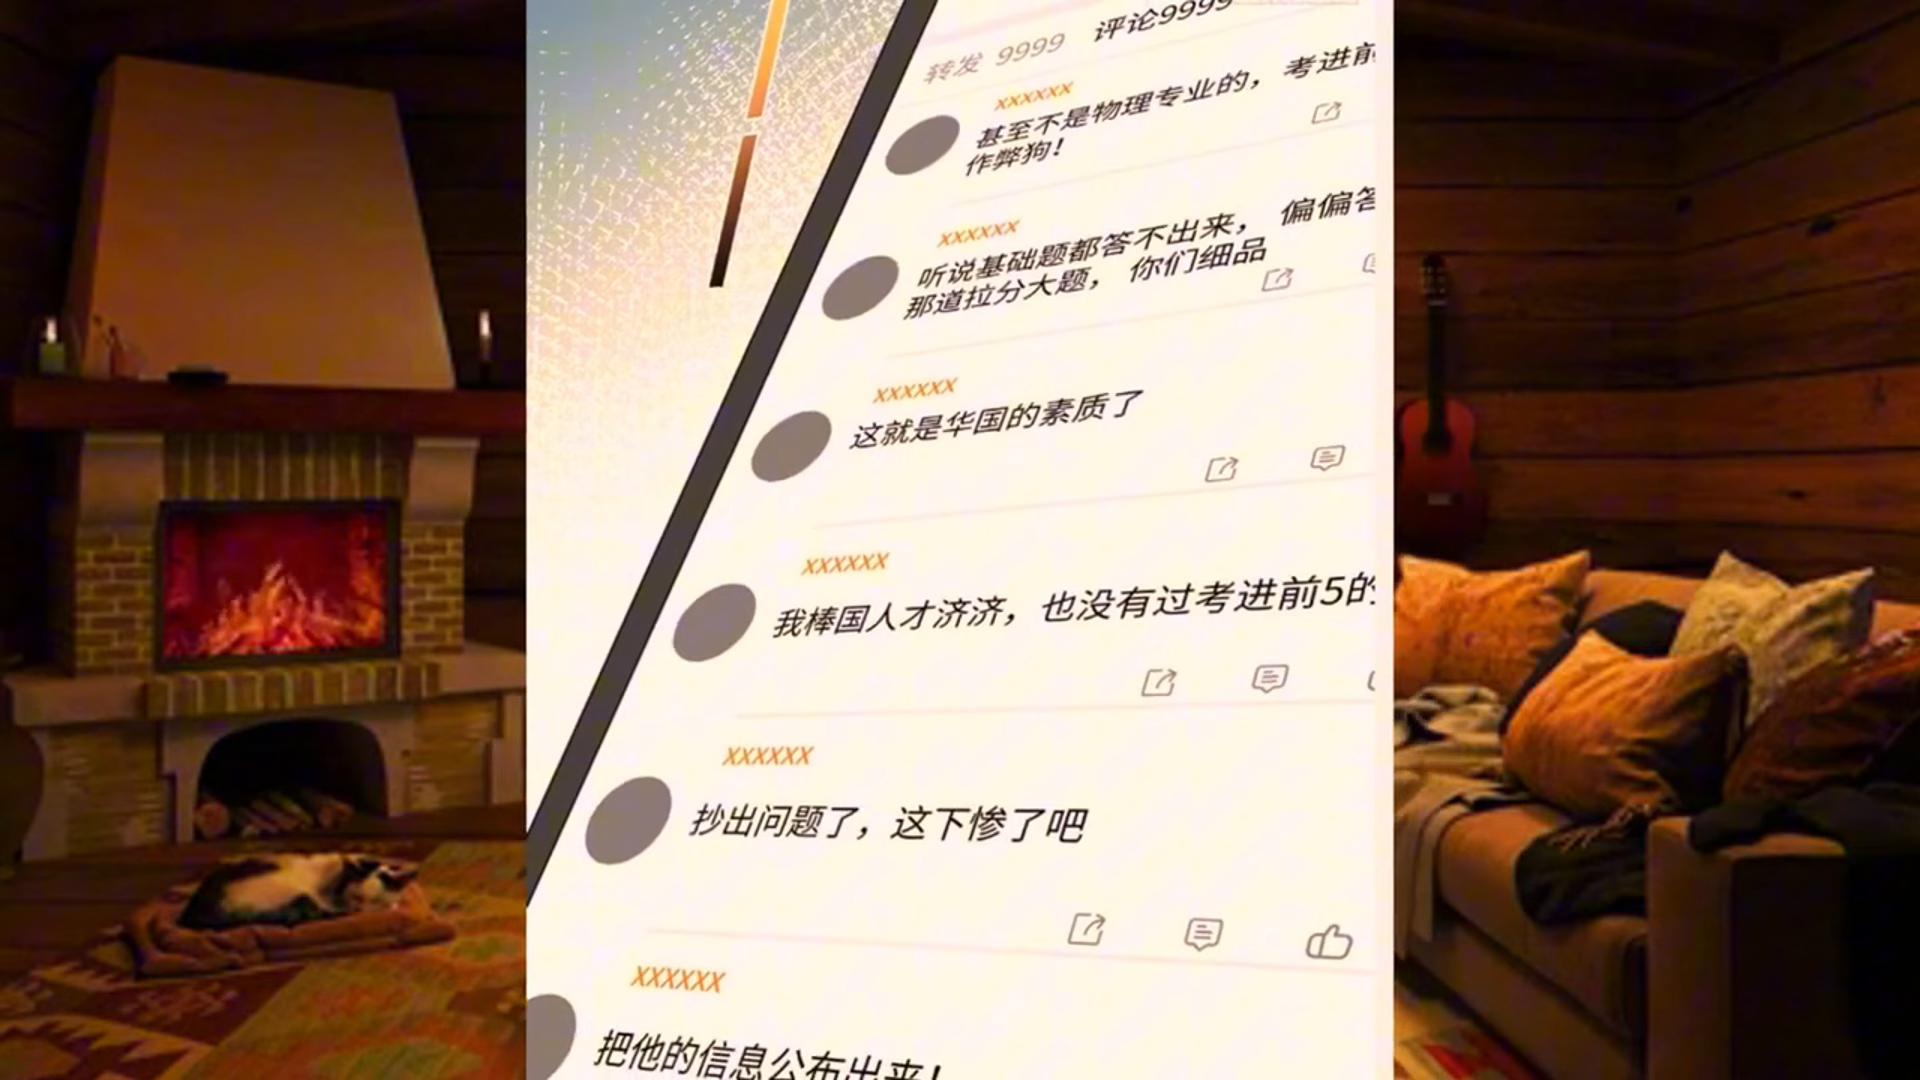 转发 9999 评论9999
xxxxxx
甚至不是物理专业的，考进前
作弊狗！
xxxxxx
听说基础题都答不出来，偏偏答
那道拉分大题，你们细品
xxxxxx
这就是华国的素质了
xxxxxx
我棒国人才济济，也没有过考进前5的
xxxxxx
抄出问题了，这下惨了吧
xxxxxx
把他的信息公布出来！